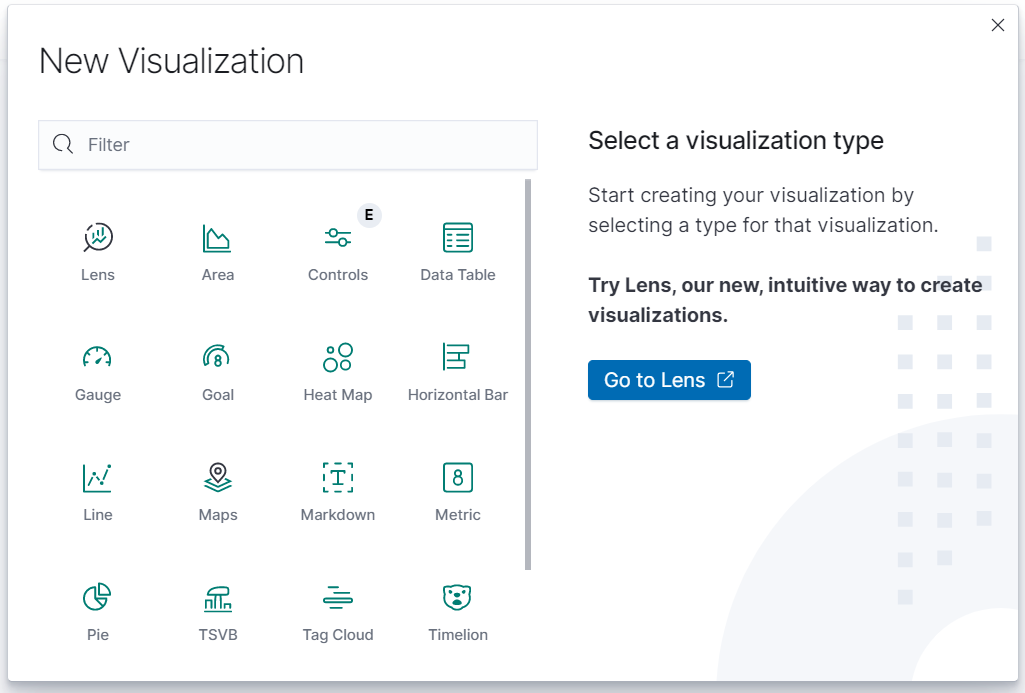 New Visualization
Filter
E
Lens
Area
Controls
Data Table
8
Gauge
Goal
Heat Map
Horizontal Bar
T
8
Line
Maps
Markdown
Metric
Pie
TSVB
Tag Cloud
Timelion
Select a visualization type
Start creating your visualization by
selecting a type for that visualization.
Try Lens, our new, intuitive way to create
visualizations.
Go to Lens